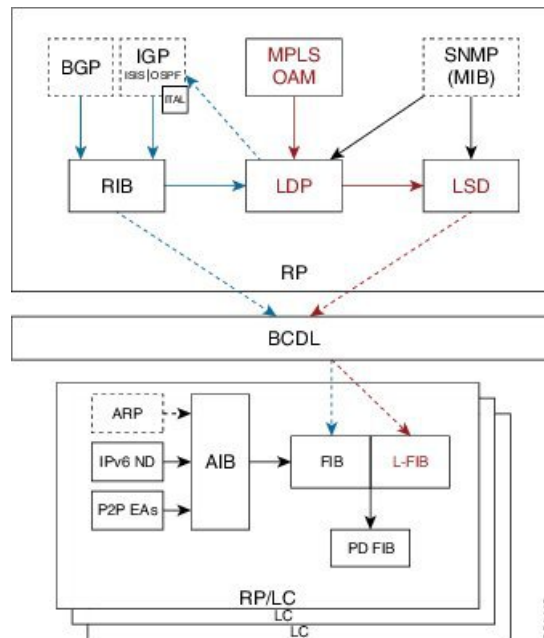 BGP
IGP
ISIS|OSPF
ITAL
MPLS
OAM
SNMP
(MIB)
RIB
LDP
LSD
RP
BCDL
ARP
IPv6 ND
P2P EAs
AIB
FIB
L-FIB
PD FIB
RP/LC
LC
LC